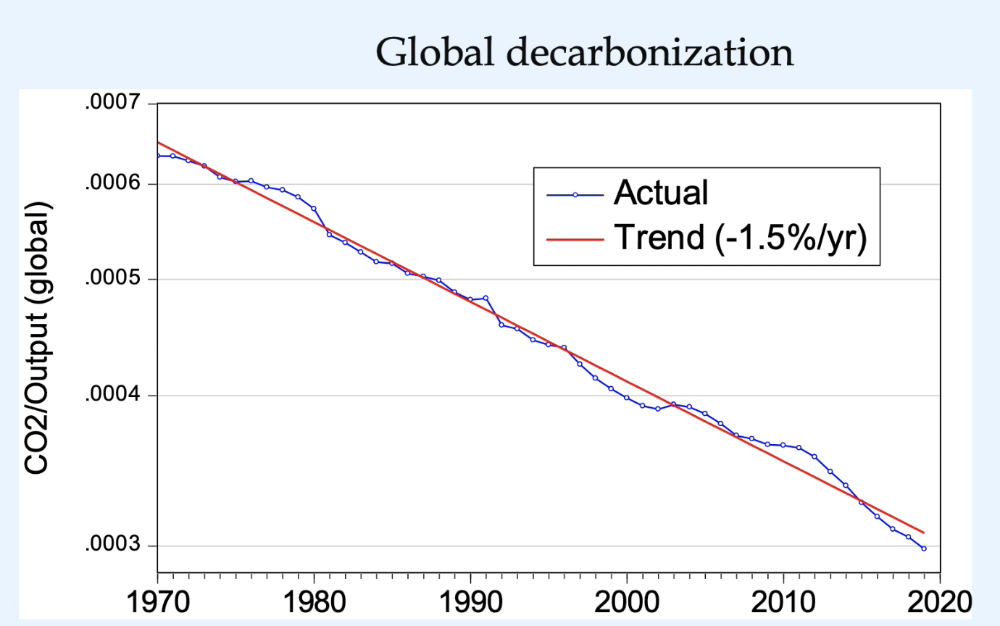 Global decarbonization
.0007
.0006
.0005
.0004
.0003
CO2/Output (global)
Actual
Trend (-1.5%/yr)
1970 1980 1990 2000 2010 2020